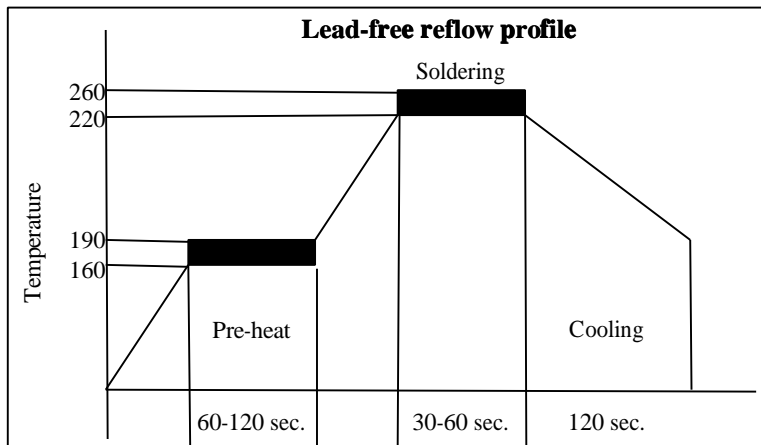 Lead-free reflow profile
Soldering
260
220
190
160
Temperature
Pre-heat
Cooling
60-120 sec.
30-60 sec.
120 sec.